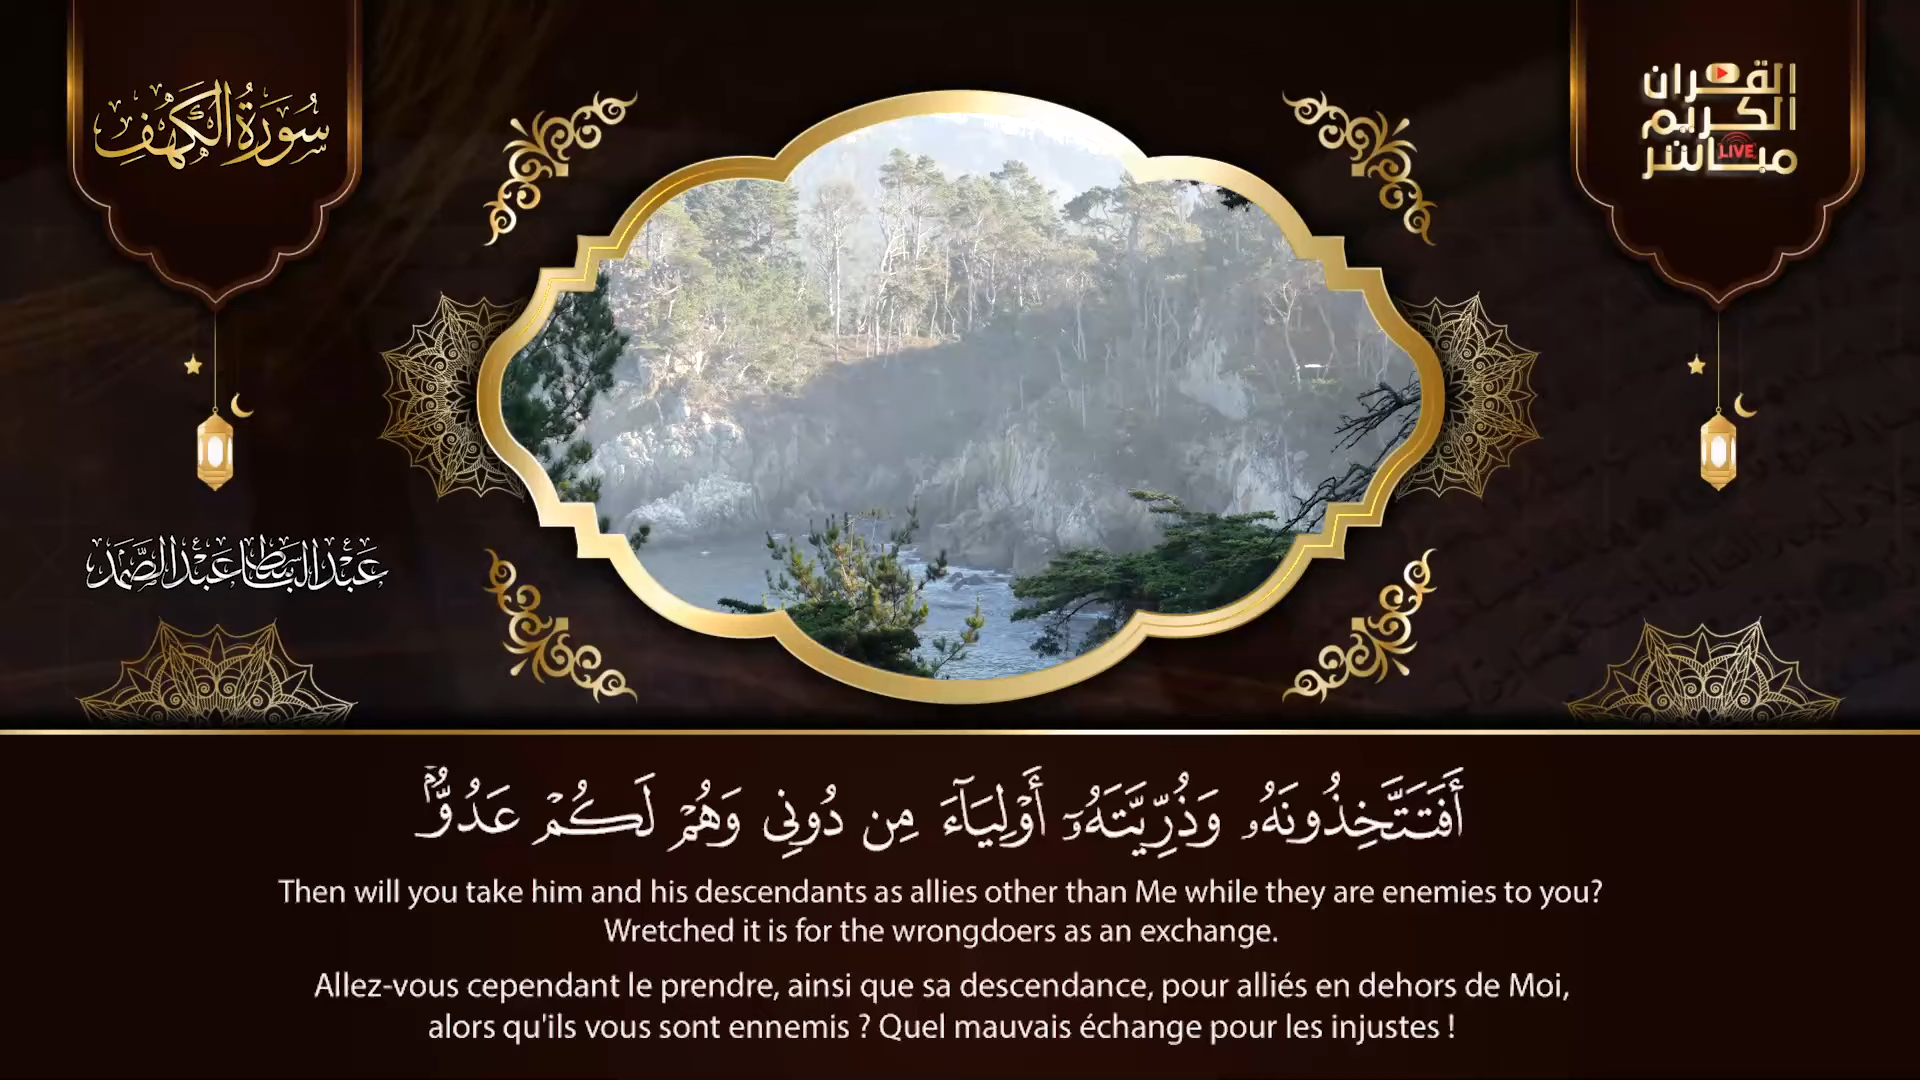 سُورَةُ الكَهْفِ
القرآن
الكريم
مباشر
LIVE
عبد الباسط عبد الصمد
أَفَتَتَّخِذُونَهُۥ وَذُرِّيَّتَهُۥٓ أَوْلِيَآءَ مِن دُونِى وَهُمْ لَكُمْ عَدُوٌّۢ
Then will you take him and his descendants as allies other than Me while they are enemies to you?
Wretched it is for the wrongdoers as an exchange.
Allez-vous cependant le prendre, ainsi que sa descendance, pour alliés en dehors de Moi,
alors qu'ils vous sont ennemis ? Quel mauvais échange pour les injustes !